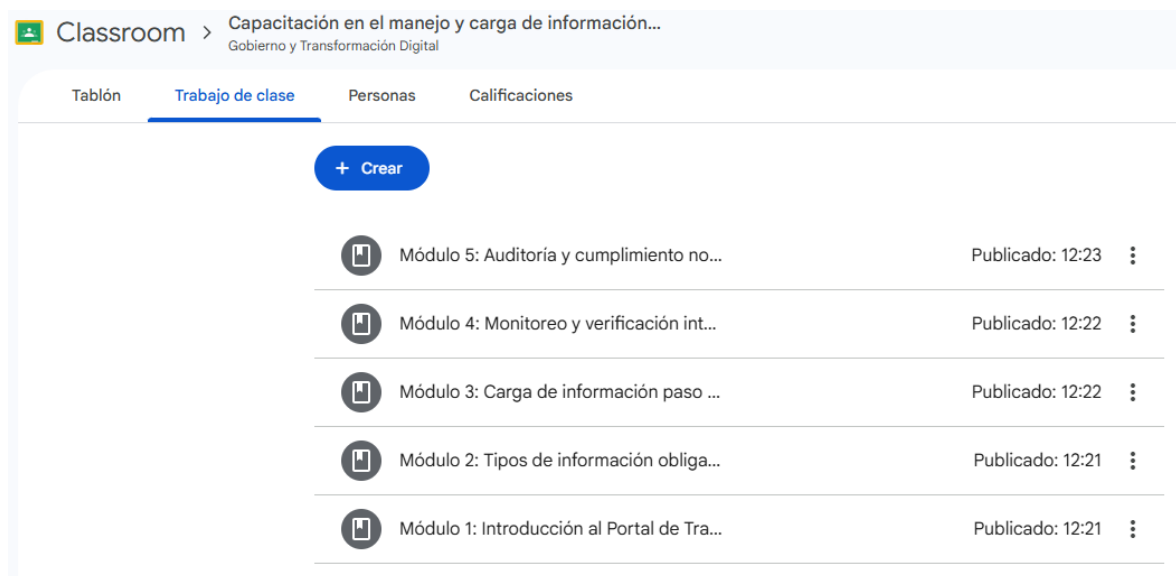 Classroom > Capacitación en el manejo y carga de información...
Gobierno y Transformación Digital
Tablón Trabajo de clase Personas Calificaciones
+ Crear
Módulo 5: Auditoría y cumplimiento no... Publicado: 12:23
Módulo 4: Monitoreo y verificación int... Publicado: 12:22
Módulo 3: Carga de información paso ... Publicado: 12:22
Módulo 2: Tipos de información obliga... Publicado: 12:21
Módulo 1: Introducción al Portal de Tra... Publicado: 12:21